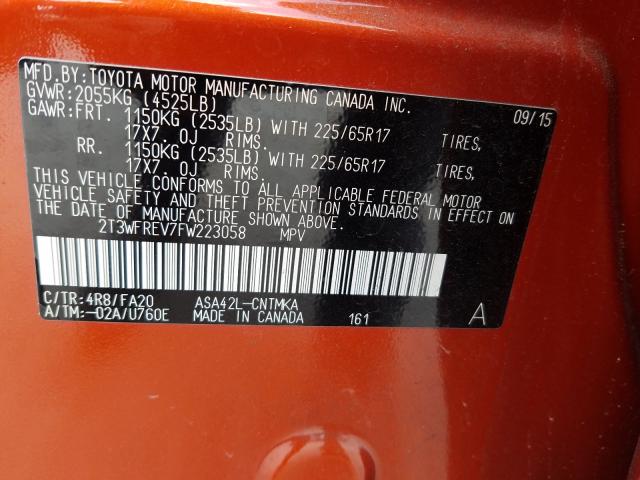 MFD.BY:TOYOTA MOTOR MANUFACTURING CANADA INC.
GVWR:2055KG (4525LB) 09/15
GAWR:FRT. 1150KG (2535LB) WITH 225/65R17 TIRES,
17X7.0J RIMS.
RR. 1150KG (2535LB) WITH 225/65R17 TIRES,
17X7.0J RIMS.
THIS VEHICLE CONFORMS TO ALL APPLICABLE FEDERAL MOTOR
VEHICLE SAFETY AND THEFT PREVENTION STANDARDS IN EFFECT ON
THE DATE OF MANUFACTURE SHOWN ABOVE.
2T3WFREV7FW223058 MPV
C/TR:4R8/FA20 ASA42L-CNTMKA
A/TM:-02A/U760E MADE IN CANADA 161 A